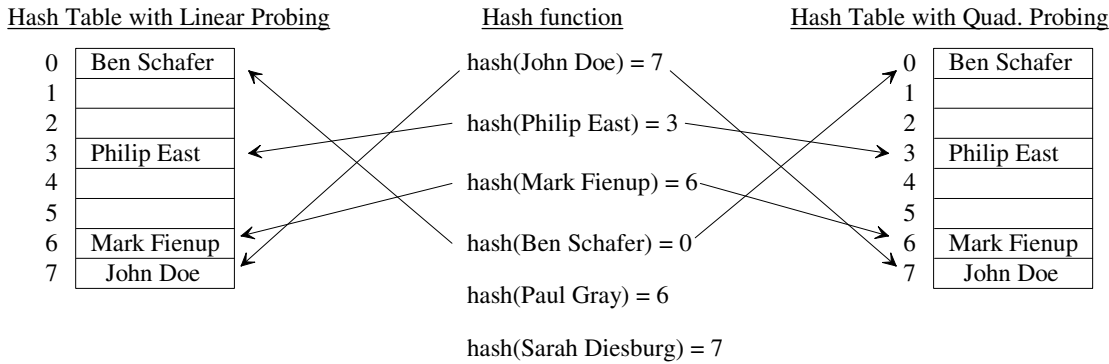 Hash Table with Linear Probing
0 Ben Schafer
1
2
3 Philip East
4
5
6 Mark Fienup
7 John Doe
Hash function
hash(John Doe) = 7
hash(Philip East) = 3
hash(Mark Fienup) = 6
hash(Ben Schafer) = 0
hash(Paul Gray) = 6
hash(Sarah Diesburg) = 7
Hash Table with Quad. Probing
0 Ben Schafer
1
2
3 Philip East
4
5
6 Mark Fienup
7 John Doe